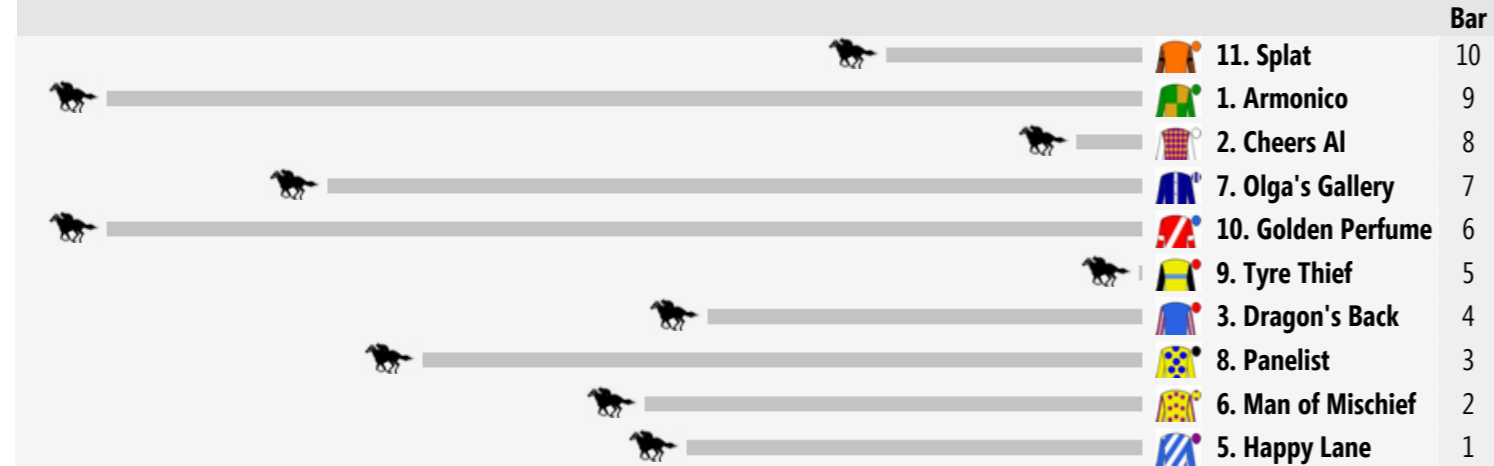 Bar
11. Splat 10
1. Armonico 9
2. Cheers Al 8
7. Olga's Gallery 7
10. Golden Perfume 6
9. Tyre Thief 5
3. Dragon's Back 4
8. Panelist 3
6. Man of Mischief 2
5. Happy Lane 1